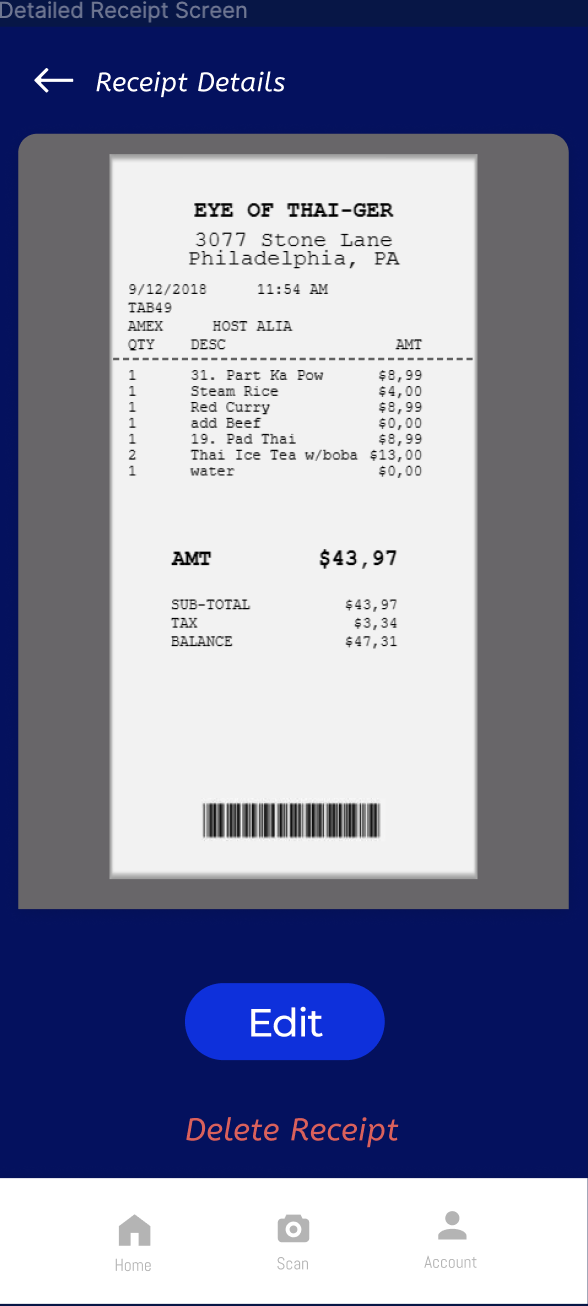 Detailed Receipt Screen
Receipt Details
EYE OF THAI-GER
3077 Stone Lane
Philadelphia, PA
9/12/2018 11:54 AM
TAB49
AMEX HOST ALIA
QTY DESC AMT
1 31. Part Ka Pow $8,99
1 Steam Rice $4,00
1 Red Curry $8,99
1 add Beef $0,00
1 19. Pad Thai $8,99
2 Thai Ice Tea w/boba $13,00
1 water $0,00
AMT $43,97
SUB-TOTAL $43,97
TAX $3,34
BALANCE $47,31
Edit
Delete Receipt
Home Scan Account